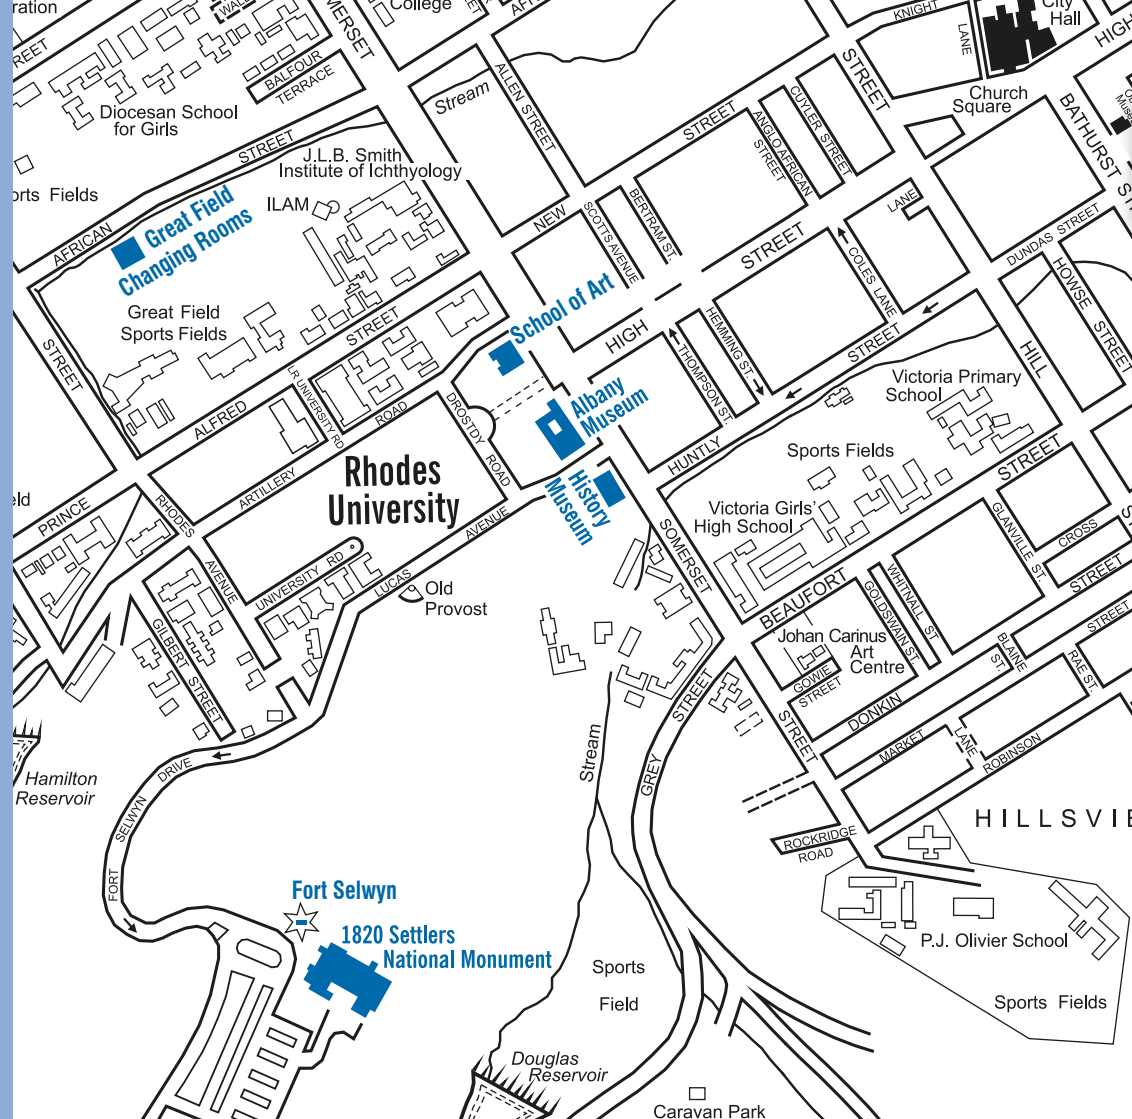 ration
WAL
College
KNIGHT
City
Hall
HIGH
STREET
BALFOUR
TERRACE
MERSET
Stream
ALLEN STREET
STREET
LANE
Church
Square
BATHURST ST
Diocesan School
for Girls
STREET
STREET
ANGLO AFRICAN
STREET
CUYLER STREET
J.L.B. Smith
Institute of Ichthyology
orts Fields
AFRICAN
Great Field
Changing Rooms
ILAM
NEW
SCOTTS AVENUE
BERTRAM ST.
STREET
LANE
COLES LANE
DUNDAS STREET
HOWSE STREET
Great Field
Sports Fields
STREET
School of Art
HIGH
HEMMING ST.
THOMPSON ST.
STREET
HILL
STREET
ALFRED
LR UNIVERSITY RD
ROAD
ARTILLERY
DROSTDY ROAD
Albany
Museum
HUNTLY
Victoria Primary
School
Sports Fields
STREET
Rhodes
University
History
Museum
Victoria Girls'
High School
eld
PRINCE
RHODES
AVENUE
AVENUE
LUCAS
UNIVERSITY RD
Old
Provost
SOMERSET
GLANVILLE ST.
CROSS
STREET
BEAUFORT
GOLDSWAIN ST.
WHITNALL ST
STREET
GILBERT STREET
Johan Carinus
Art
Centre
GOWIE
STREET
BLAINE
ST.
RAE ST.
DONKIN
STREET
STREET
GREY
Stream
MARKET
LANE
ROBINSON
Hamilton
Reservoir
DRIVE
SELWYN
FORT
HILLSVIE
ROCKRIDGE
ROAD
Fort Selwyn
1820 Settlers
National Monument
P.J. Olivier School
Sports Fields
Sports
Field
Douglas
Reservoir
Caravan Park